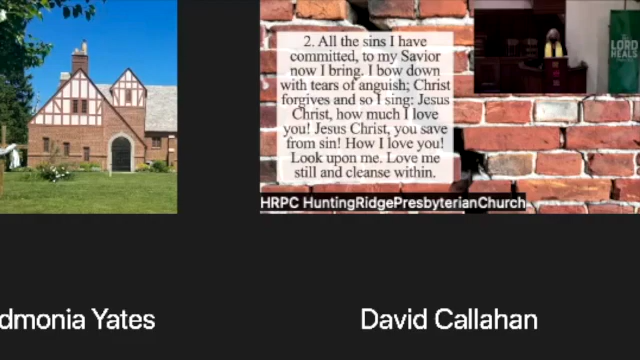 2. All the sins I have
committed, to my Savior
now I bring. I bow down
with tears of anguish; Christ
forgives and so I sing: Jesus
Christ, how much I love
you! Jesus Christ, you save
from sin! How I love you!
Look upon me. Love me
still and cleanse within.
LORD
HEALS
HRPC HuntingRidgePresbyterianChurch
dmonia Yates
David Callahan